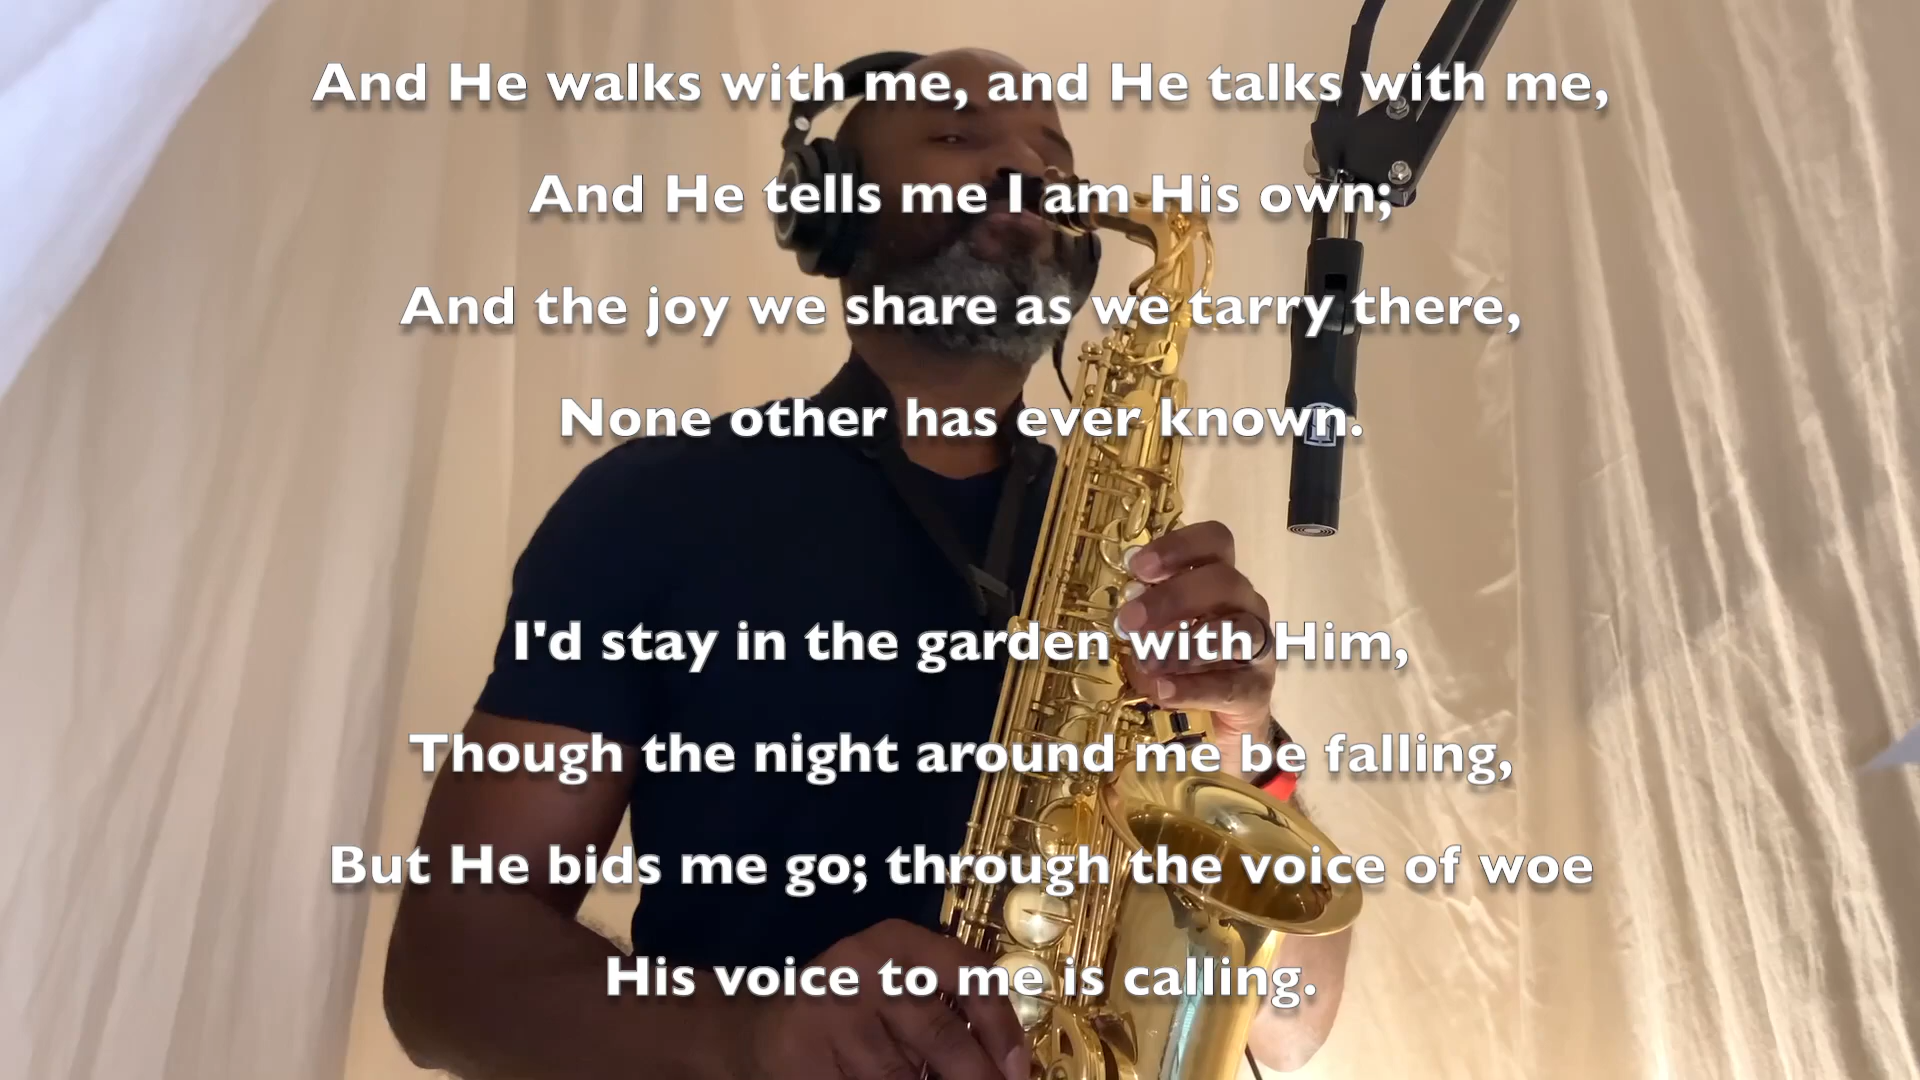 And He walks with me, and He talks with me,
And He tells me I am His own;
And the joy we share as we tarry there,
None other has ever known.
I'd stay in the garden with Him,
Though the night around me be falling,
But He bids me go; through the voice of woe
His voice to me is calling.